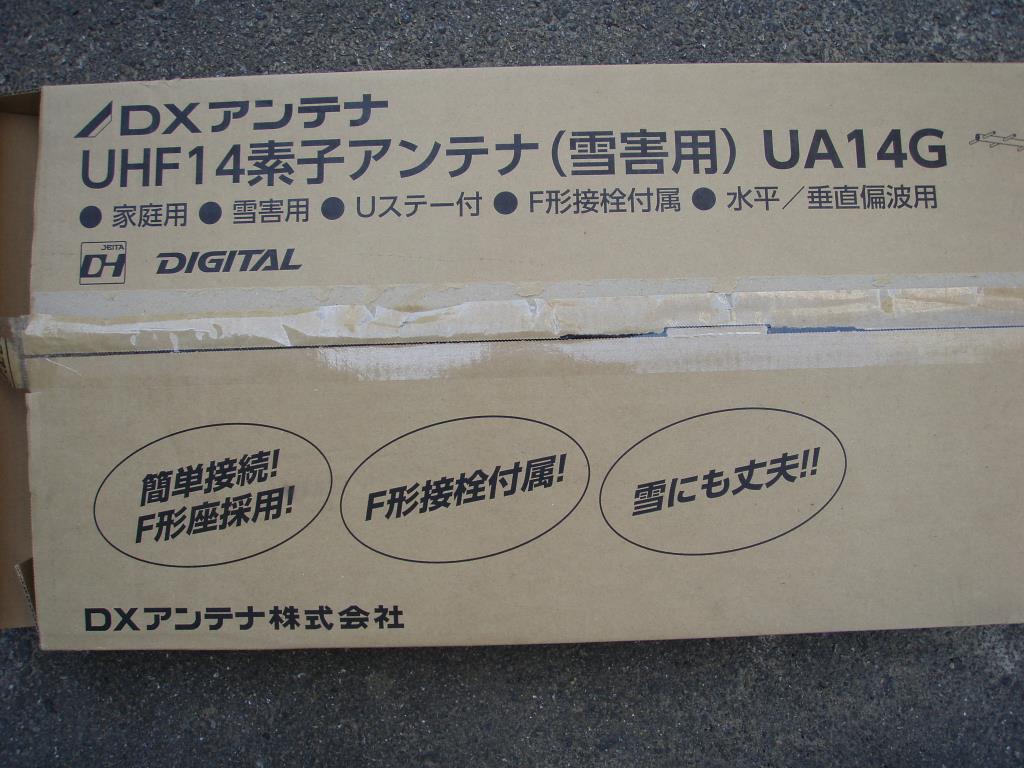 DXアンテナ
UHF14素子アンテナ(雪害用) UA14G
● 家庭用 ● 雪害用 ● Uステー付 ● F形接栓付属 ● 水平/垂直偏波用
JEITA
DH DIGITAL
簡単接続!
F形座採用!
F形接栓付属!
雪にも丈夫!!
DXアンテナ株式会社